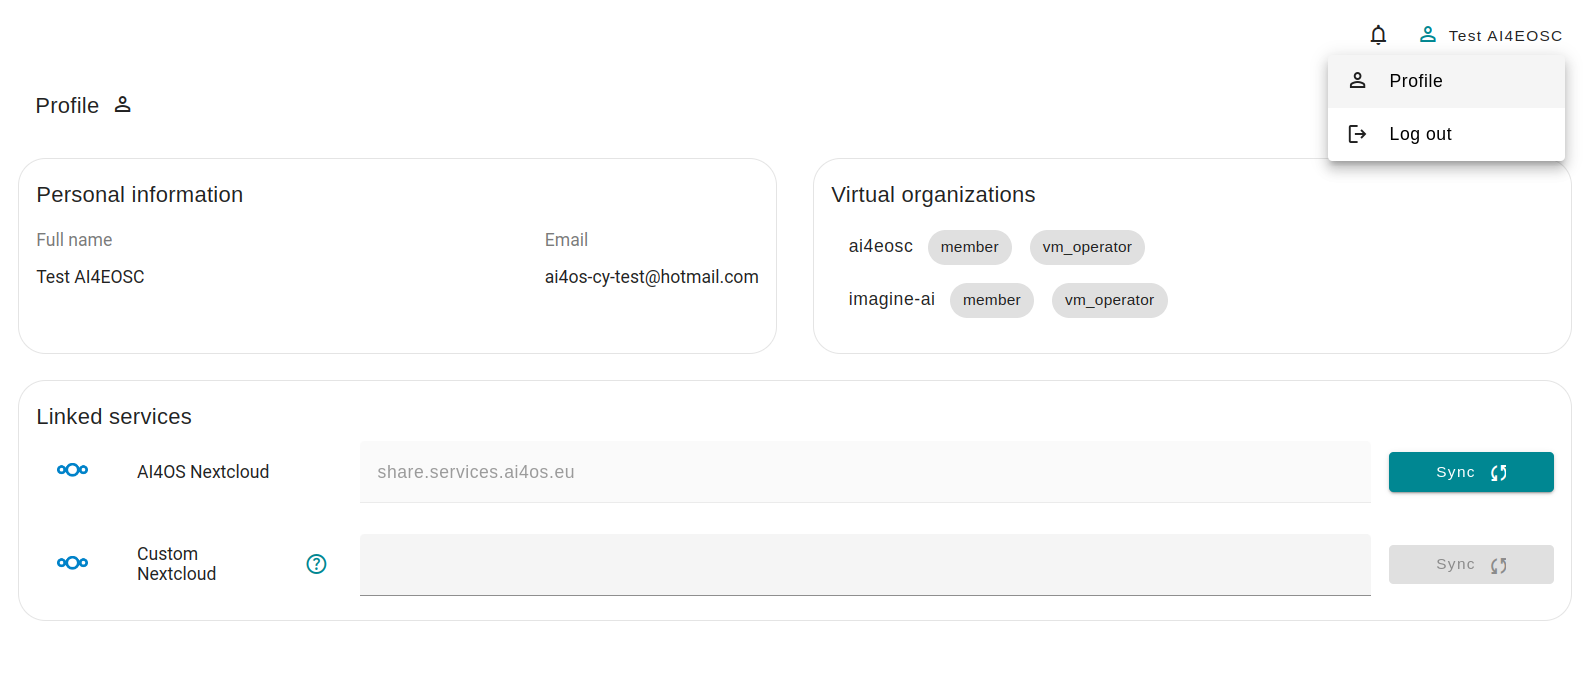 Test AI4EOSC
Profile
Log out
Profile
Personal information
Full name
Email
Test AI4EOSC
ai4os-cy-test@hotmail.com
Virtual organizations
ai4eosc member vm_operator
imagine-ai member vm_operator
Linked services
AI4OS Nextcloud
share.services.ai4os.eu
Sync
Custom
Nextcloud
?
Sync